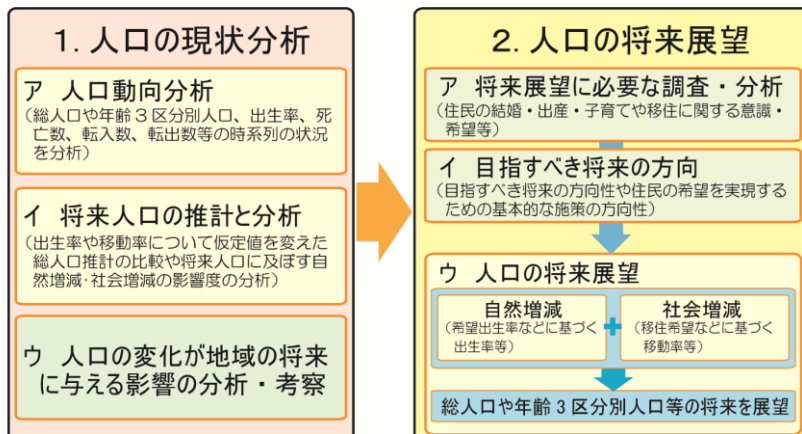 1. 人口の現状分析
ア 人口動向分析
(総人口や年齢3区分別人口、出生率、死
亡数、転入数、転出数等の時系列の状況
を分析)
イ 将来人口の推計と分析
(出生率や移動率について仮定値を変えた
総人口推計の比較や将来人口に及ぼす自
然増減・社会増減の影響度の分析)
ウ 人口の変化が地域の将来
に与える影響の分析・考察
2. 人口の将来展望
ア 将来展望に必要な調査・分析
(住民の結婚・出産・子育てや移住に関する意識・
希望等)
イ 目指すべき将来の方向
(目指すべき将来の方向性や住民の希望を実現する
ための基本的な施策の方向性)
ウ 人口の将来展望
自然増減
(希望出生率などに基づく
出生率等)
+
社会増減
(移住希望などに基づく
移動率等)
総人口や年齢3区分別人口等の将来を展望